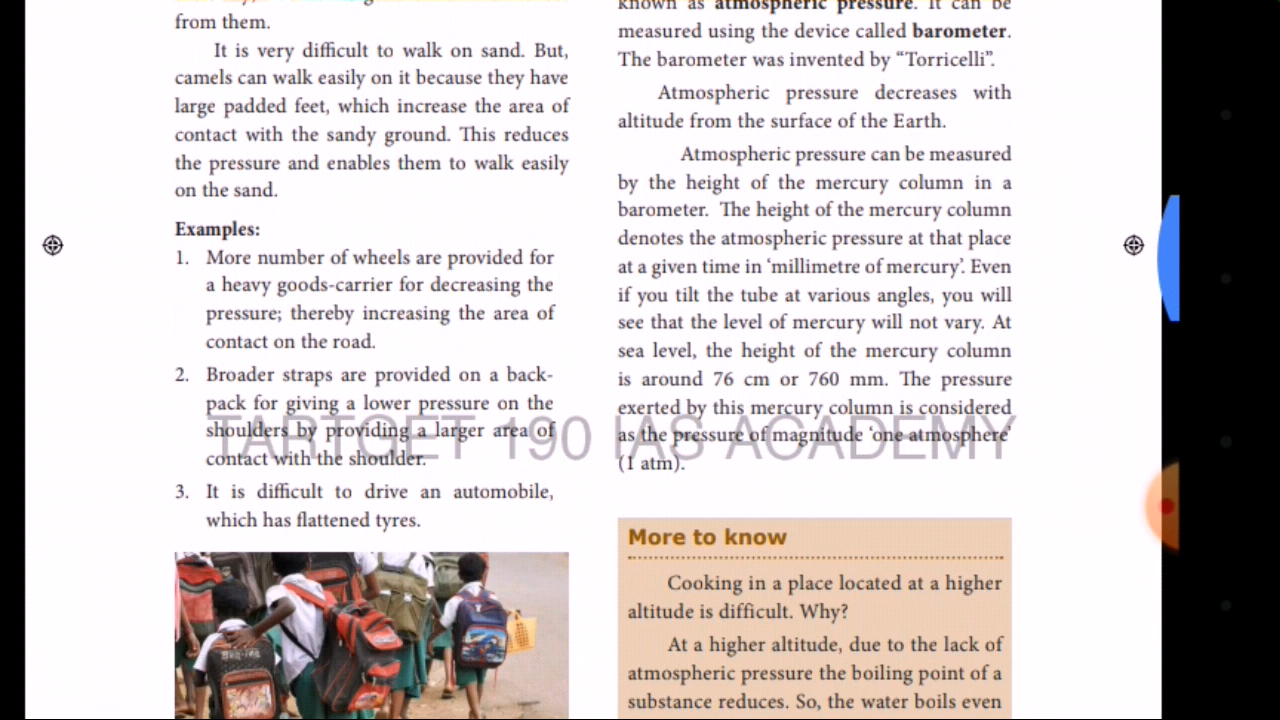 from them.
It is very difficult to walk on sand. But,
camels can walk easily on it because they have
large padded feet, which increase the area of
contact with the sandy ground. This reduces
the pressure and enables them to walk easily
on the sand.
Examples:
1. More number of wheels are provided for
a heavy goods-carrier for decreasing the
pressure; thereby increasing the area of
contact on the road.
2. Broader straps are provided on a back-
pack for giving a lower pressure on the
shoulders by providing a larger area of
contact with the shoulder.
3. It is difficult to drive an automobile,
which has flattened tyres.
known as atmospheric pressure. It can be
measured using the device called barometer.
The barometer was invented by “Torricelli”.
Atmospheric pressure decreases with
altitude from the surface of the Earth.
Atmospheric pressure can be measured
by the height of the mercury column in a
barometer. The height of the mercury column
denotes the atmospheric pressure at that place
at a given time in ‘millimetre of mercury’. Even
if you tilt the tube at various angles, you will
see that the level of mercury will not vary. At
sea level, the height of the mercury column
is around 76 cm or 760 mm. The pressure
exerted by this mercury column is considered
as the pressure of magnitude ‘one atmosphere’
(1 atm).
More to know
Cooking in a place located at a higher
altitude is difficult. Why?
At a higher altitude, due to the lack of
atmospheric pressure the boiling point of a
substance reduces. So, the water boils even
TARTGET 190 IAS ACADEMY